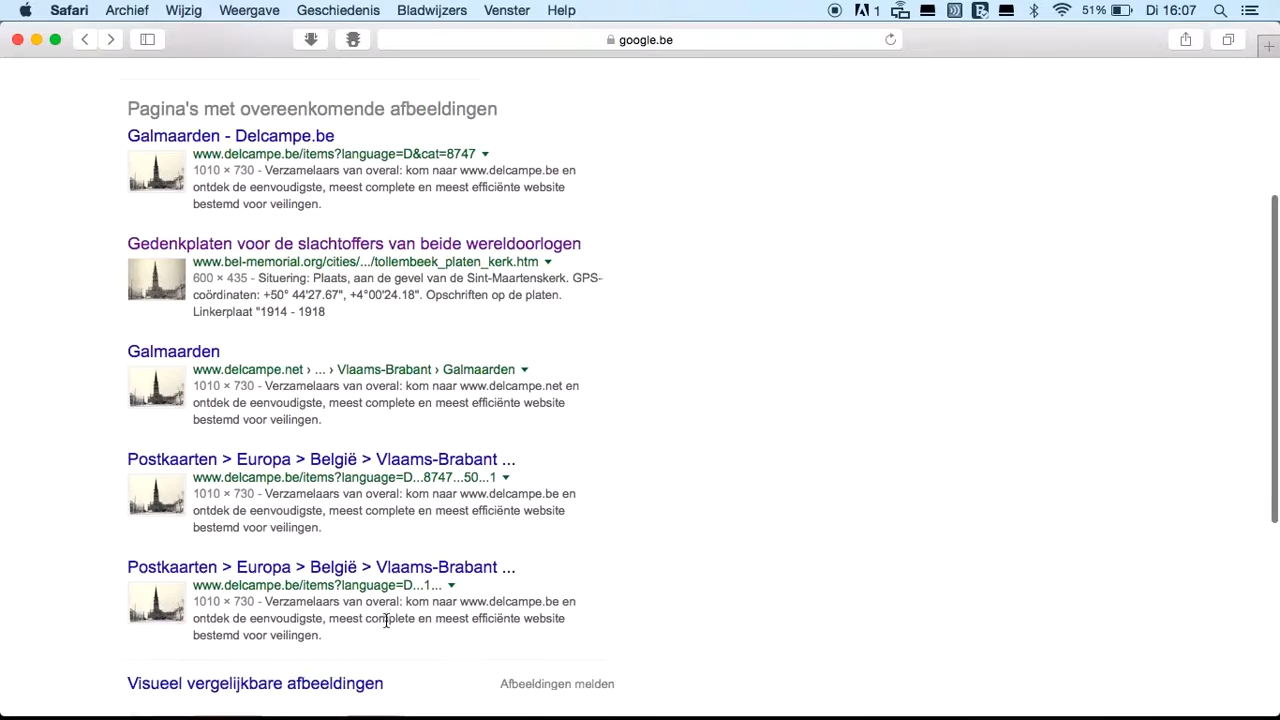 Safari Archief Wijzig Weergave Geschiedenis Bladwijzers Venster Help 1 51% Di 16:07
google.be
Pagina's met overeenkomende afbeeldingen
Galmaarden - Delcampe.be
www.delcampe.be/items?language=D&cat=8747
1010 × 730 - Verzamelaars van overal: kom naar www.delcampe.be en
ontdek de eenvoudigste, meest complete en meest efficiënte website
bestemd voor veilingen.
Gedenkplaten voor de slachtoffers van beide wereldoorlogen
www.bel-memorial.org/cities/.../tollembeek_platen_kerk.htm
600 × 435 - Situering: Plaats, aan de gevel van de Sint-Maartenskerk. GPS-
coördinaten: +50° 44'27.67", +4°00'24.18". Opschriften op de platen.
Linkerplaat "1914 - 1918
Galmaarden
www.delcampe.net › ... › Vlaams-Brabant › Galmaarden
1010 × 730 - Verzamelaars van overal: kom naar www.delcampe.net en
ontdek de eenvoudigste, meest complete en meest efficiënte website
bestemd voor veilingen.
Postkaarten > Europa > België > Vlaams-Brabant ...
www.delcampe.be/items?language=D...8747...50...1
1010 × 730 - Verzamelaars van overal: kom naar www.delcampe.be en
ontdek de eenvoudigste, meest complete en meest efficiënte website
bestemd voor veilingen.
Postkaarten > Europa > België > Vlaams-Brabant ...
www.delcampe.be/items?language=D...1...
1010 × 730 - Verzamelaars van overal: kom naar www.delcampe.be en
ontdek de eenvoudigste, meest complete en meest efficiënte website
bestemd voor veilingen.
Visueel vergelijkbare afbeeldingen Afbeeldingen melden